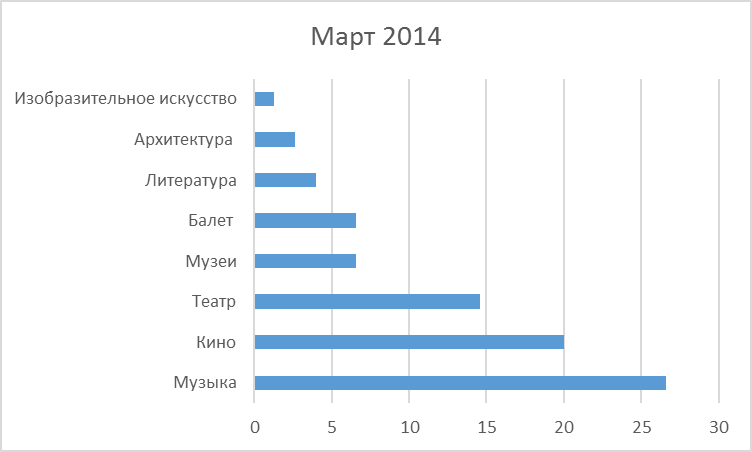 Март 2014
Изобразительное искусство
Архитектура
Литература
Балет
Музеи
Театр
Кино
Музыка
0 5 10 15 20 25 30